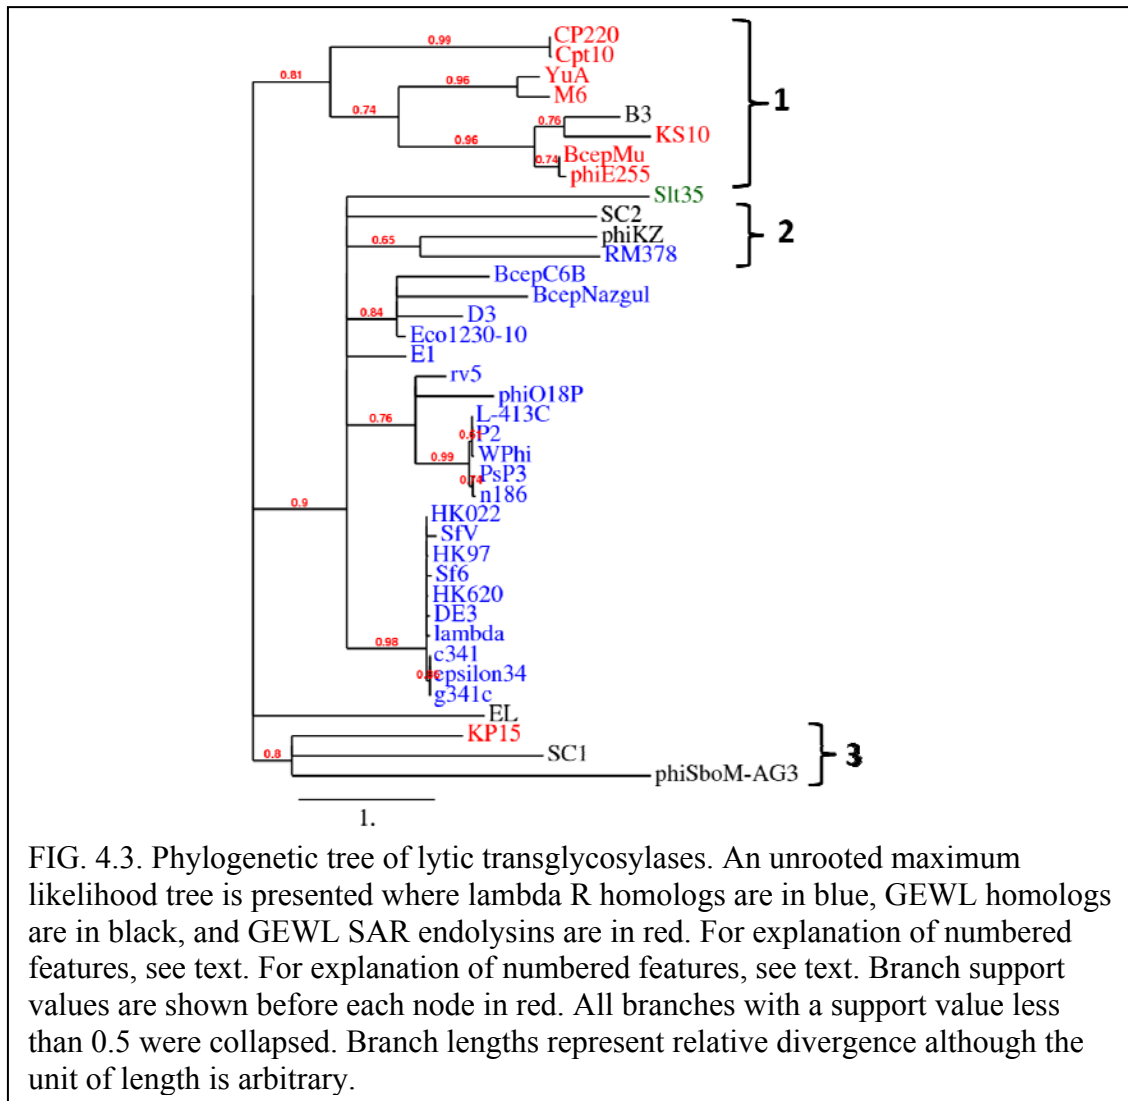 CP220
0.99
Cpt10
0.81
YuA
0.96
M6
1
0.74
B3
0.76
KS10
0.96
BcepMu
0.74
phiE255
Slt35
SC2
2
phiKZ
0.65
RM378
BcepC6B
BcepNazgul
0.84
D3
Eco1230-10
E1
rv5
phiO18P
0.76
L-413C
P2
WPhi
0.99
PsP3
0.74
n186
0.9
HK022
SfV
HK97
Sf6
HK620
DE3
lambda
0.98
c341
epsilon34
g341c
EL
KP15
0.8
SC1
3
phiSboM-AG3
1.
FIG. 4.3. Phylogenetic tree of lytic transglycosylases. An unrooted maximum
likelihood tree is presented where lambda R homologs are in blue, GEWL homologs
are in black, and GEWL SAR endolysins are in red. For explanation of numbered
features, see text. For explanation of numbered features, see text. Branch support
values are shown before each node in red. All branches with a support value less
than 0.5 were collapsed. Branch lengths represent relative divergence although the
unit of length is arbitrary.